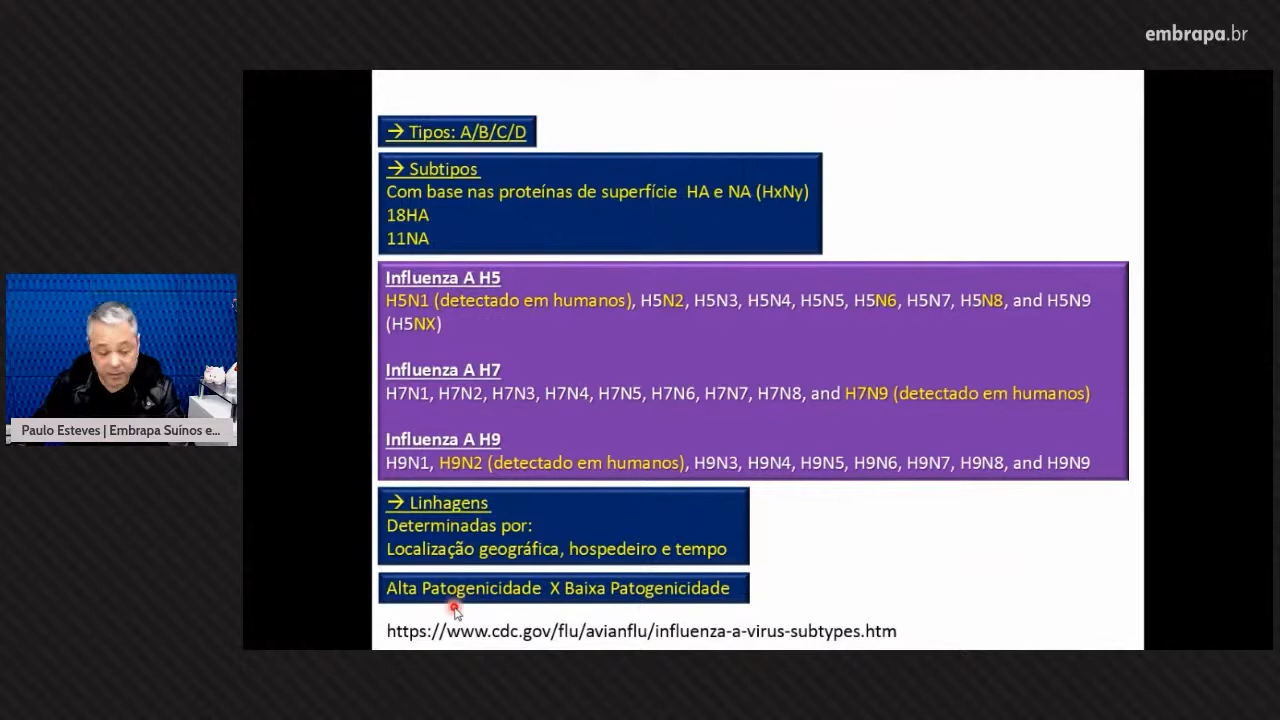 embrapa.br
→ Tipos: A/B/C/D
→ Subtipos
Com base nas proteínas de superfície HA e NA (HxNy)
18HA
11NA
Influenza A H5
H5N1 (detectado em humanos), H5N2, H5N3, H5N4, H5N5, H5N6, H5N7, H5N8, and H5N9
(H5NX)
Influenza A H7
H7N1, H7N2, H7N3, H7N4, H7N5, H7N6, H7N7, H7N8, and H7N9 (detectado em humanos)
Influenza A H9
H9N1, H9N2 (detectado em humanos), H9N3, H9N4, H9N5, H9N6, H9N7, H9N8, and H9N9
→ Linhagens
Determinadas por:
Localização geográfica, hospedeiro e tempo
Alta Patogenicidade X Baixa Patogenicidade
https://www.cdc.gov/flu/avianflu/influenza-a-virus-subtypes.htm
Paulo Esteves | Embrapa Suínos e...